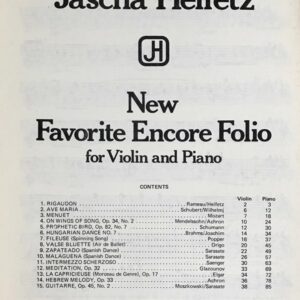 Jascha Heifetz
JH
New
Favorite Encore Folio
for Violin and Piano
CONTENTS
Violin Piano
1. RIGAUDON Rameau/Heifetz 2 3
2. AVE MARIA Schubert/Wilhelmj 6 12
3. MENUET Mozart 7 18
4. ON WINGS OF SONG, Op. 34, No. 2 Mendelssohn/Achron 10 24
5. PROPHETIC BIRD, Op. 82, No. 7 Schumann 12 30
6. HUNGARIAN DANCE NO. 7 Brahms/Joachim 14 34
7. FILEUSE (Spinning Song) Popper 16 37
8. VALSE BLUETTE (Air de Ballet) Drigo 20 45
9. ZAPATEADO (Spanish Dance) Sarasate 22 49
10. MALAGUENA (Spanish Dance) Sarasate 26 60
11. INTERMEZZO SCHERZOSO Saenger 28 65
12. MEDITATION, Op. 32 Glazounow 33 69
13. LA CAPRICIEUSE (Morceau de Genre), Op. 17 Elgar 34 72
14. HEBREW MELODY, Op. 33 Achron 36 78
15. GUITARRE, Op. 45, No. 2 Moszkowski/Sarasate 38 85